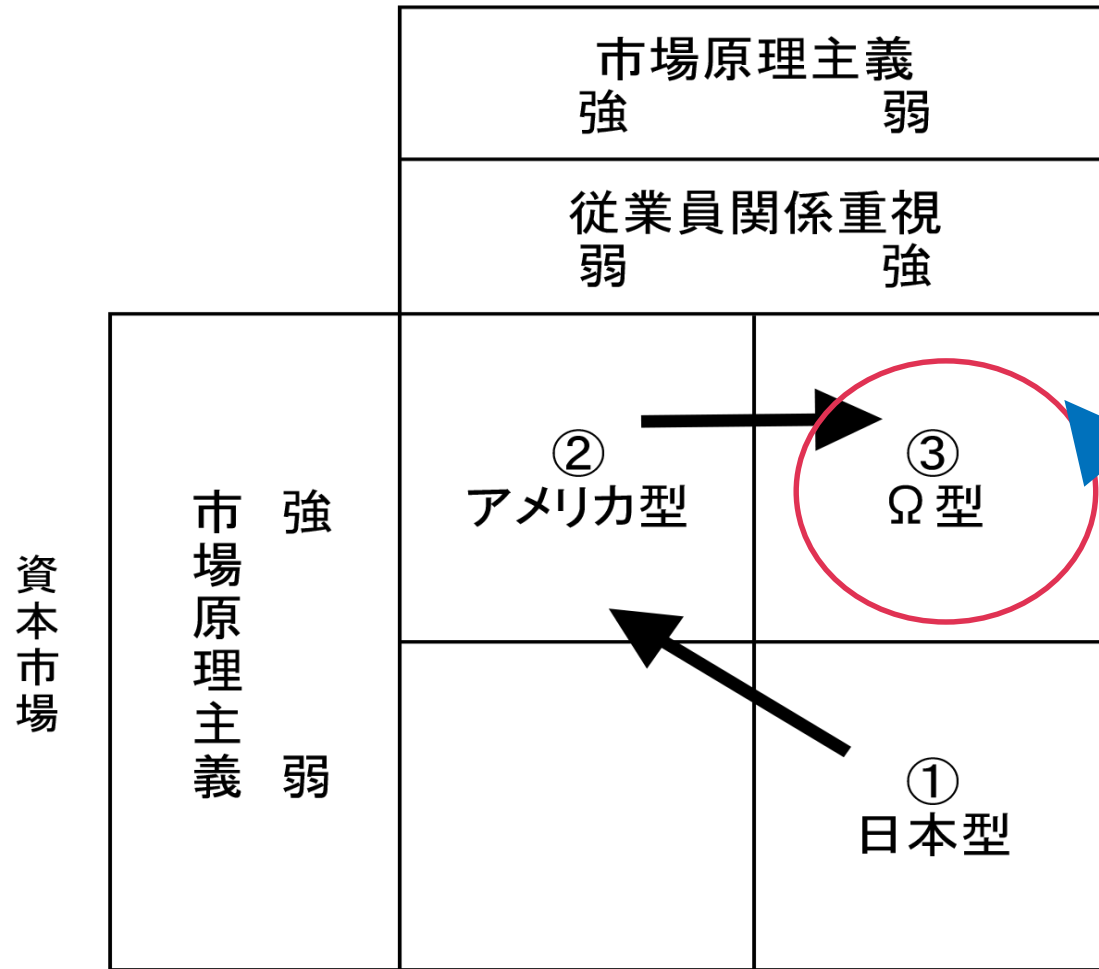 市場原理主義
強 弱
従業員関係重視
弱 強
資本市場
市場原理主義
強 弱
②
アメリカ型
③
Ω型
①
日本型